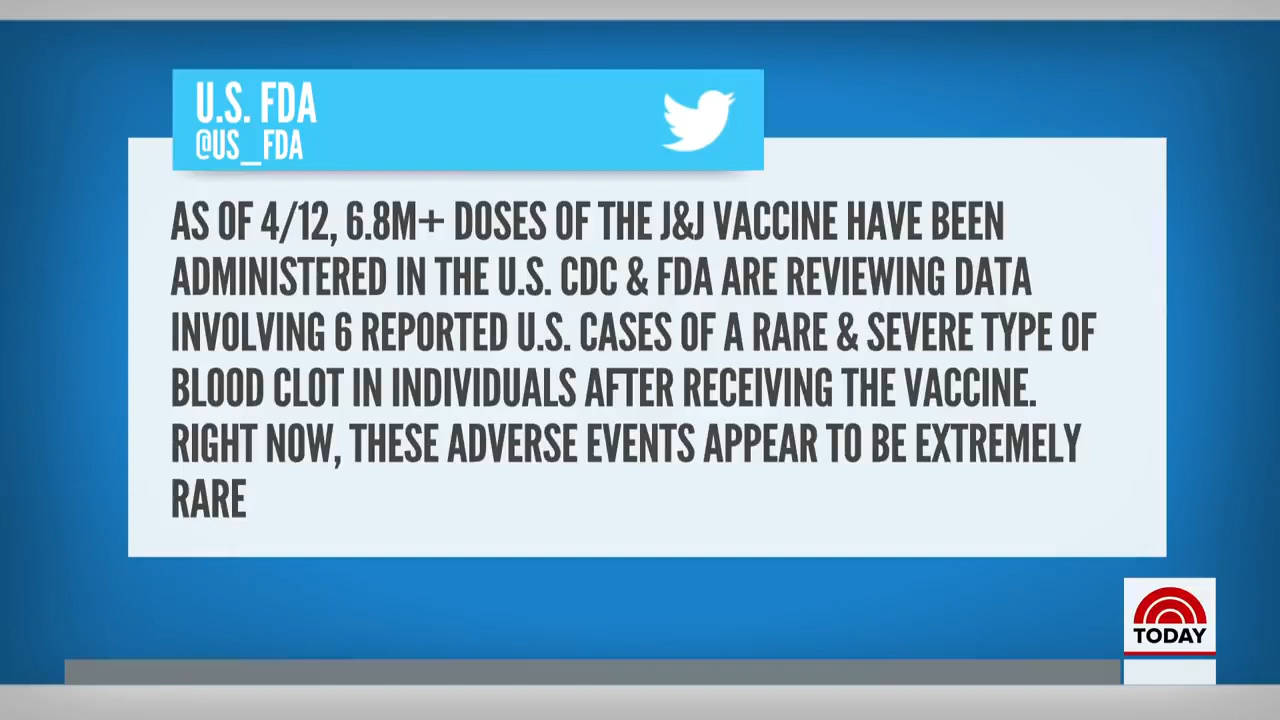 U.S. FDA
@US_FDA
AS OF 4/12, 6.8M+ DOSES OF THE J&J VACCINE HAVE BEEN
ADMINISTERED IN THE U.S. CDC & FDA ARE REVIEWING DATA
INVOLVING 6 REPORTED U.S. CASES OF A RARE & SEVERE TYPE OF
BLOOD CLOT IN INDIVIDUALS AFTER RECEIVING THE VACCINE.
RIGHT NOW, THESE ADVERSE EVENTS APPEAR TO BE EXTREMELY
RARE
TODAY